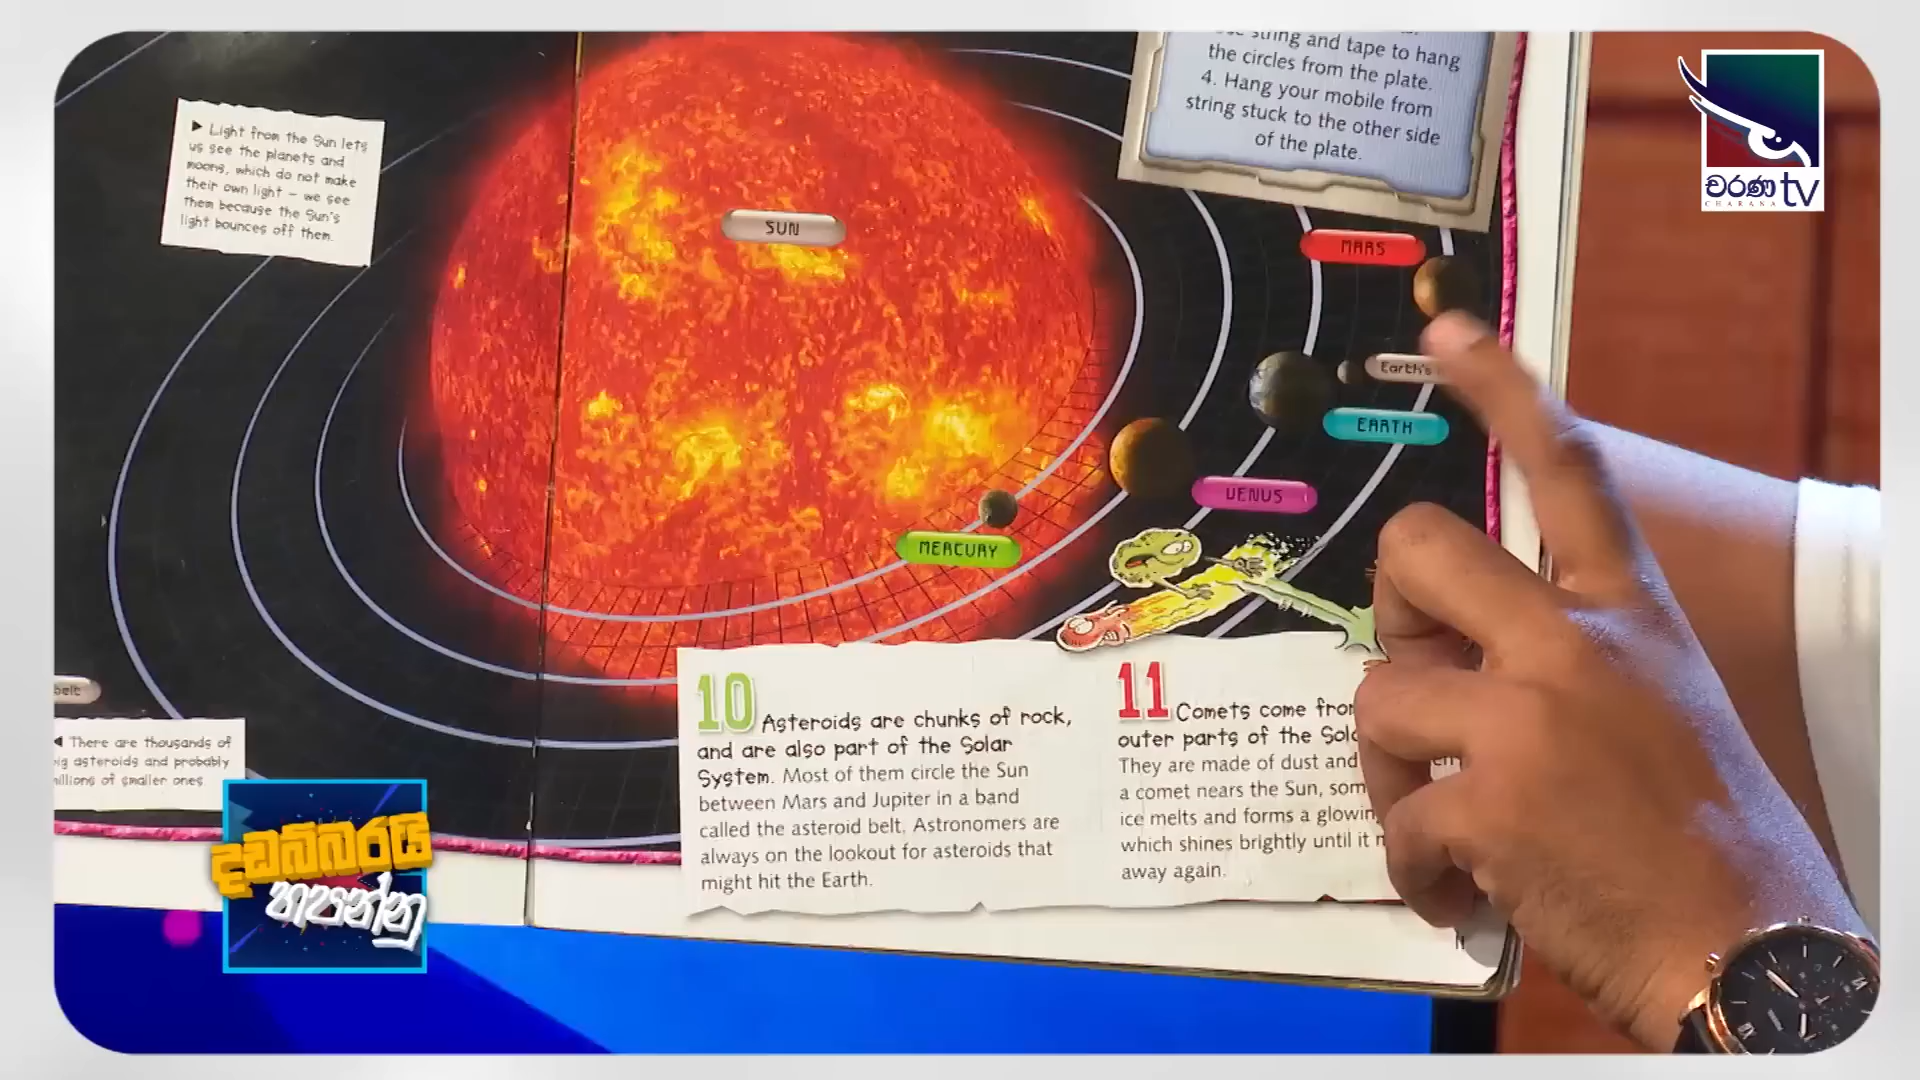 string and tape to hang
the circles from the plate.
4. Hang your mobile from
string stuck to the other side
of the plate.
චරණ tv
CHARANA
► Light from the Sun lets
us see the planets and
moons, which do not make
their own light – we see
them because the Sun's
light bounces off them.
SUN
MARS
Earth's
EARTH
VENUS
MERCURY
belt
◄ There are thousands of
big asteroids and probably
millions of smaller ones
10 Asteroids are chunks of rock,
and are also part of the Solar
System. Most of them circle the Sun
between Mars and Jupiter in a band
called the asteroid belt. Astronomers are
always on the lookout for asteroids that
might hit the Earth.
11 Comets come from
outer parts of the Sola
They are made of dust and
a comet nears the Sun, som
ice melts and forms a glowin
which shines brightly until it m
away again.
දඩබ්බරයි
හපන්නු